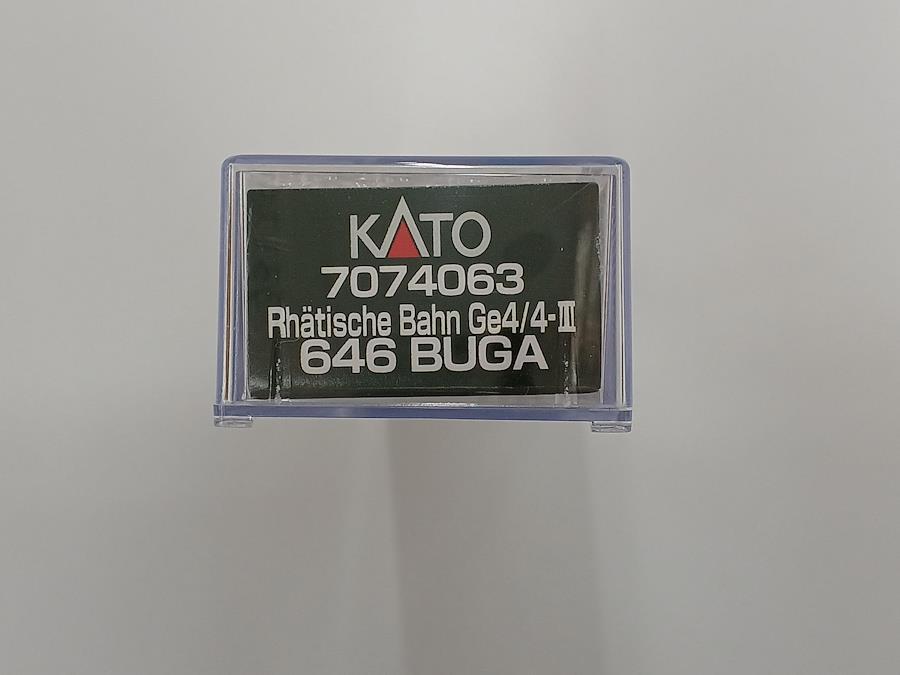 KATO
7074063
Rhätische Bahn Ge4/4-III
646 BUGA